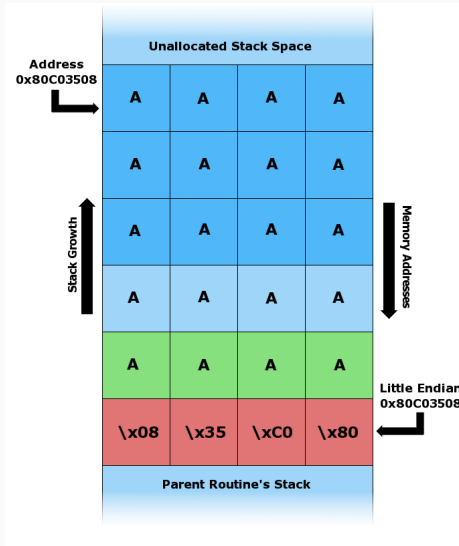 Unallocated Stack Space
Address
0x80C03508
A A A A
A A A A
Stack Growth
A A A A
Memory Addresses
A A A A
A A A A
Little Endian
0x80C03508
\x08 \x35 \xC0 \x80
Parent Routine's Stack